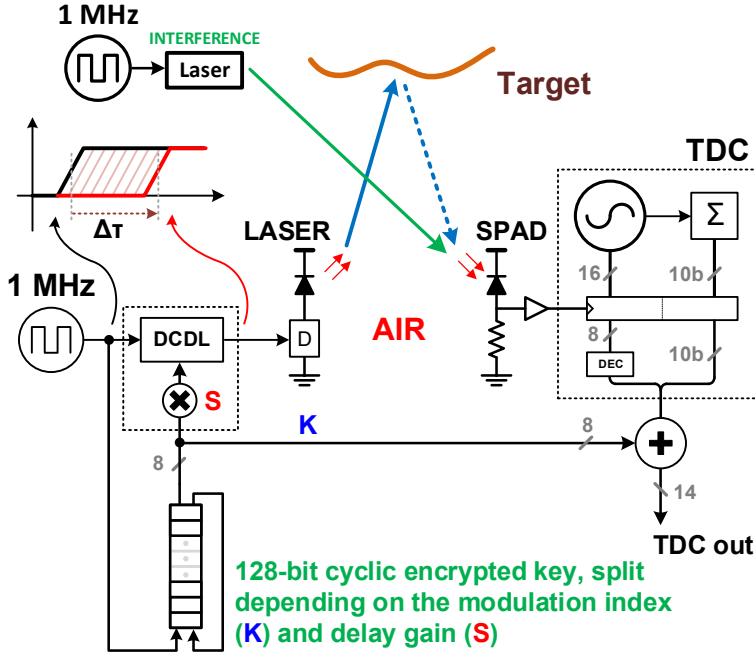 1 MHz
INTERFERENCE
Laser
Target
TDC
Δτ
LASER
SPAD
Σ
16
10b
1 MHz
DCDL
D
AIR
8
10b
DEC
S
K
8
8
14
TDC out
128-bit cyclic encrypted key, split
depending on the modulation index
(K) and delay gain (S)